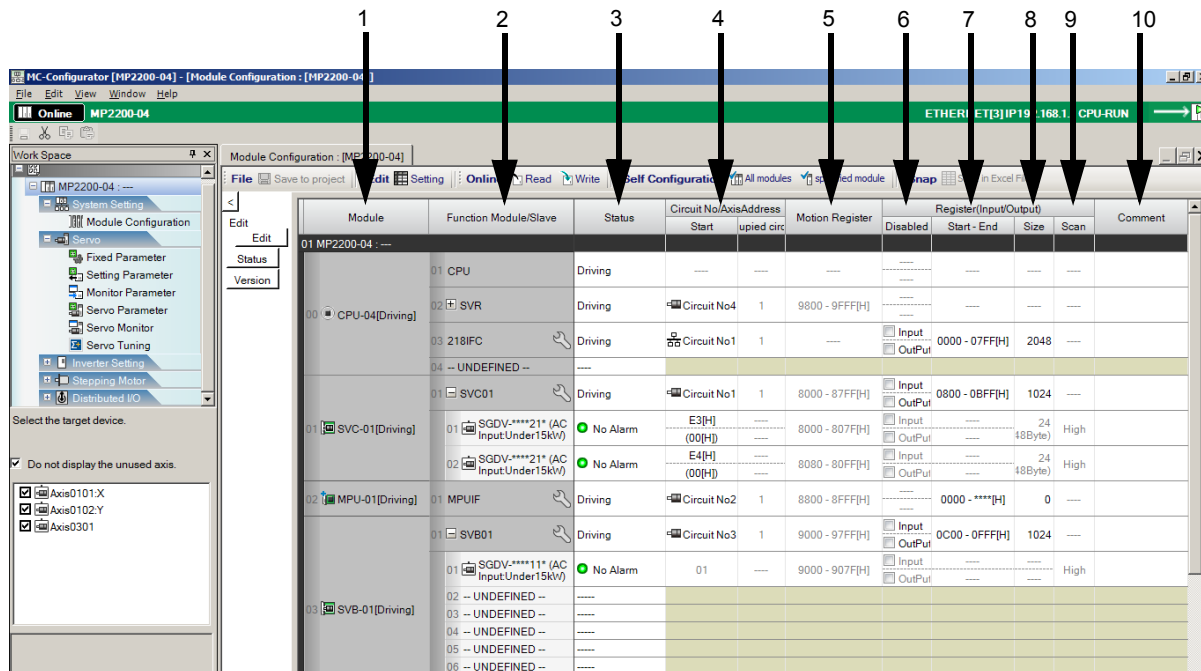 1 2 3 4 5 6 7 8 9 10
MC-Configurator [MP2200-04] - [Module Configuration : [MP2200-04]]
File Edit View Window Help
Online MP2200-04 ETHERNET[3] IP192.168.1. CPU-RUN
Work Space
MP2200-04 : ---
System Setting
Module Configuration
Servo
Fixed Parameter
Setting Parameter
Monitor Parameter
Servo Parameter
Servo Monitor
Servo Tuning
Inverter Setting
Stepping Motor
Distributed I/O
Select the target device.
Do not display the unused axis.
Axis0101:X
Axis0102:Y
Axis0301
Module Configuration : [MP2200-04]
File Save to project Edit Setting Online Read Write Self Configuration All modules specified module Snap
<
Edit
Edit
Status
Version
Module Function Module/Slave Status Circuit No/AxisAddress Motion Register Register(Input/Output) Comment
Start upied circ Disabled Start - End Size Scan
01 MP2200-04 : ---
00 CPU-04[Driving]
01 CPU Driving ---- ---- ---- ---- ---- ---- ---- ----
02 SVR Driving Circuit No4 1 9800 - 9FFF[H] ---- ---- ---- ---- ----
03 218IFC Driving Circuit No1 1 ---- Input OutPut 0000 - 07FF[H] 2048 ----
04 -- UNDEFINED -- ----
01 SVC-01[Driving]
01 SVC01 Driving Circuit No1 1 8000 - 87FF[H] Input OutPut 0800 - 0BFF[H] 1024 ----
01 SGDV-****21* (AC Input:Under15kW) No Alarm E3[H] (00[H]) ---- ---- 8000 - 807F[H] Input OutPut ---- ---- 24 48Byte) High
02 SGDV-****21* (AC Input:Under15kW) No Alarm E4[H] (00[H]) ---- ---- 8080 - 80FF[H] Input OutPut ---- ---- 24 48Byte) High
02 MPU-01[Driving] 01 MPUIF Driving Circuit No2 1 8800 - 8FFF[H] ---- ---- 0000 - ****[H] 0 ----
03 SVB-01[Driving]
01 SVB01 Driving Circuit No3 1 9000 - 97FF[H] Input OutPut 0C00 - 0FFF[H] 1024 ----
01 SGDV-****11* (AC Input:Under15kW) No Alarm 01 ---- 9000 - 907F[H] Input OutPut ---- ---- ---- ---- High
02 -- UNDEFINED -- -----
03 -- UNDEFINED -- -----
04 -- UNDEFINED -- -----
05 -- UNDEFINED -- -----
06 -- UNDEFINED -- -----